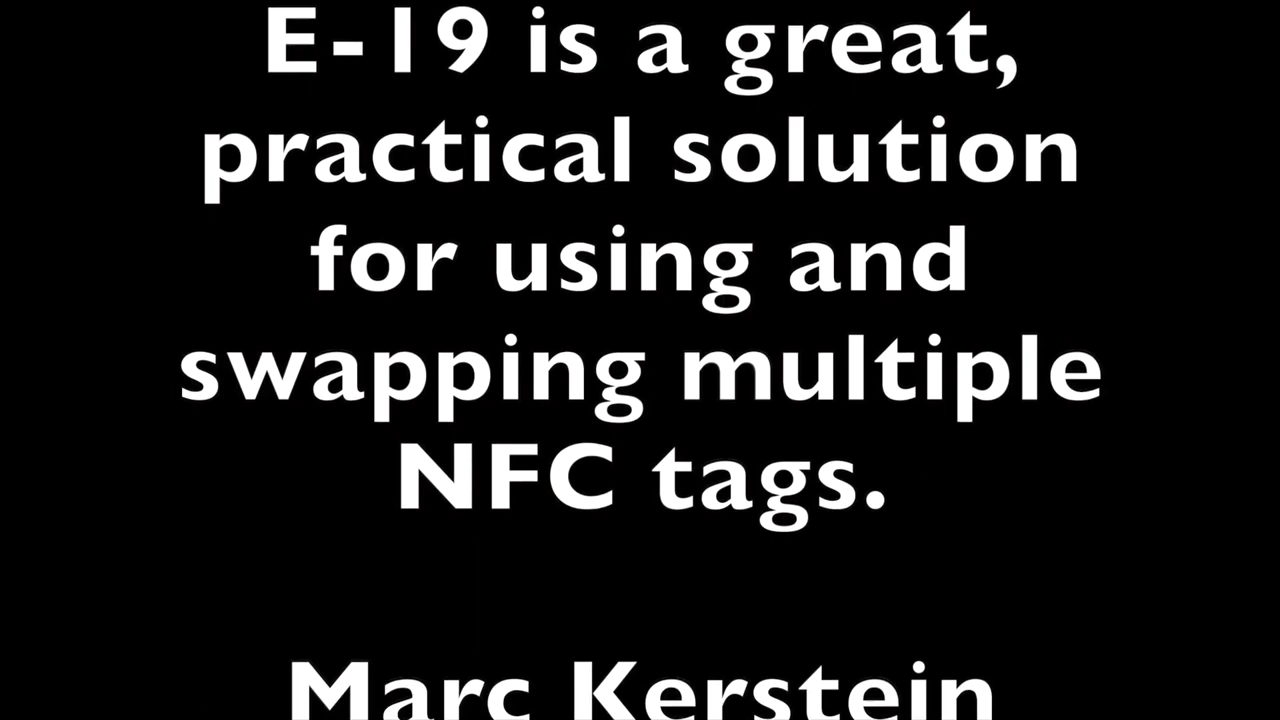 E-19 is a great,
practical solution
for using and
swapping multiple
NFC tags.
Marc Kerstein